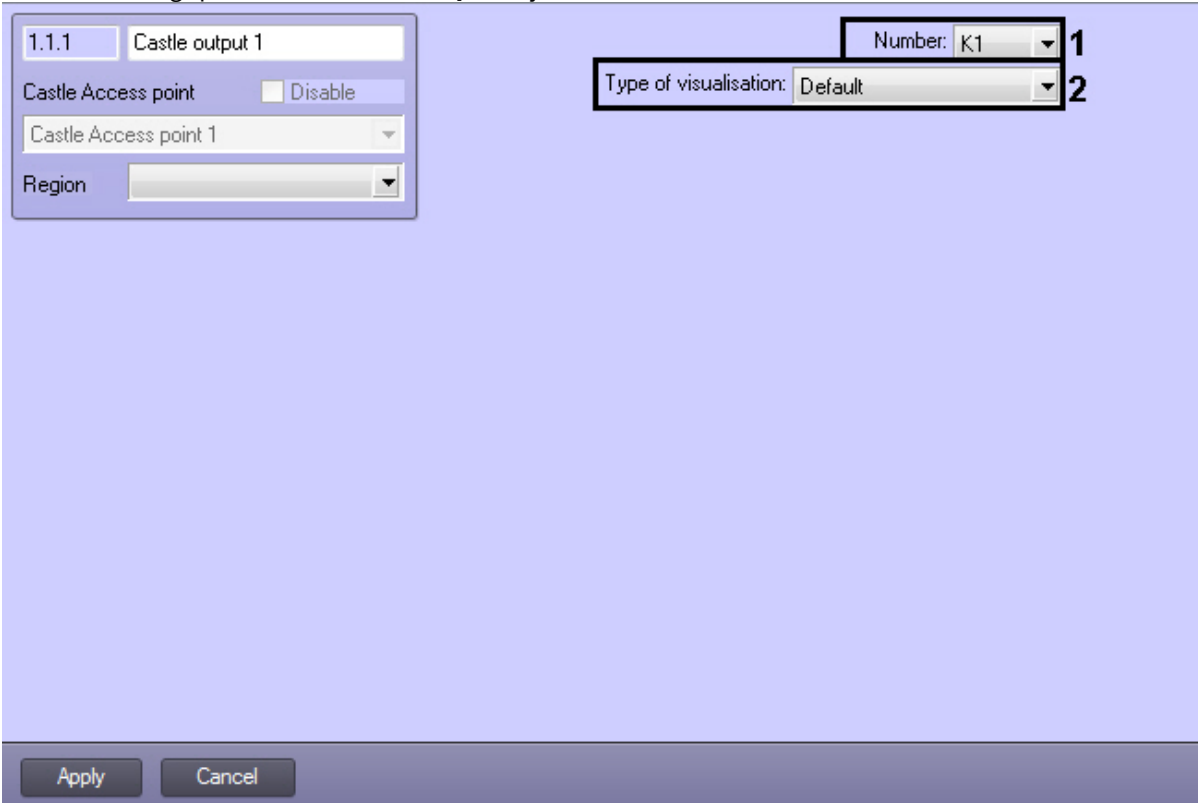 1.1.1 Castle output 1
Number: K1 1
Castle Access point Disable
Type of visualisation: Default 2
Castle Access point 1
Region
Apply Cancel